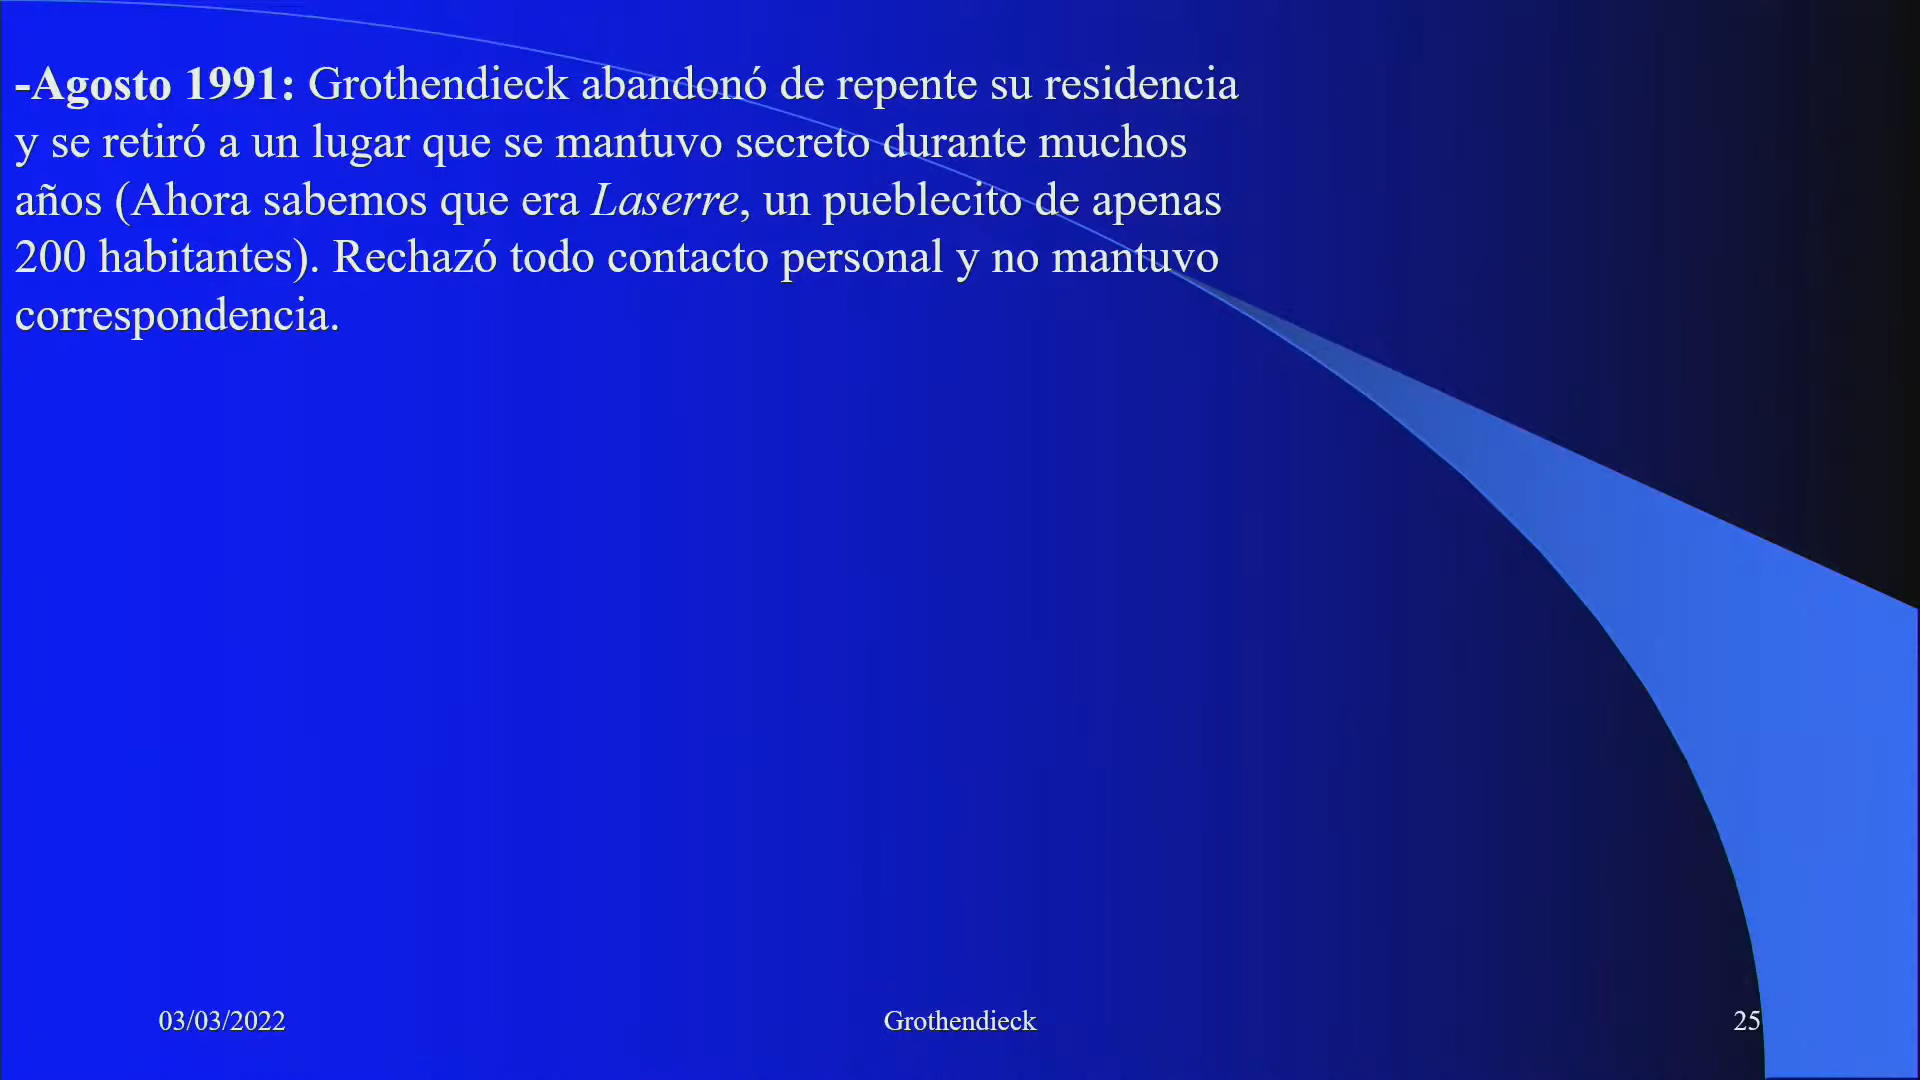 -Agosto 1991: Grothendieck abandonó de repente su residencia
y se retiró a un lugar que se mantuvo secreto durante muchos
años (Ahora sabemos que era Laserre, un pueblecito de apenas
200 habitantes). Rechazó todo contacto personal y no mantuvo
correspondencia.
03/03/2022
Grothendieck
25